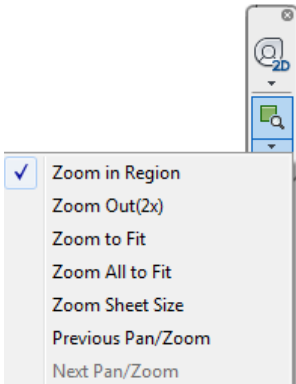 2D
Zoom in Region
Zoom Out(2x)
Zoom to Fit
Zoom All to Fit
Zoom Sheet Size
Previous Pan/Zoom
Next Pan/Zoom